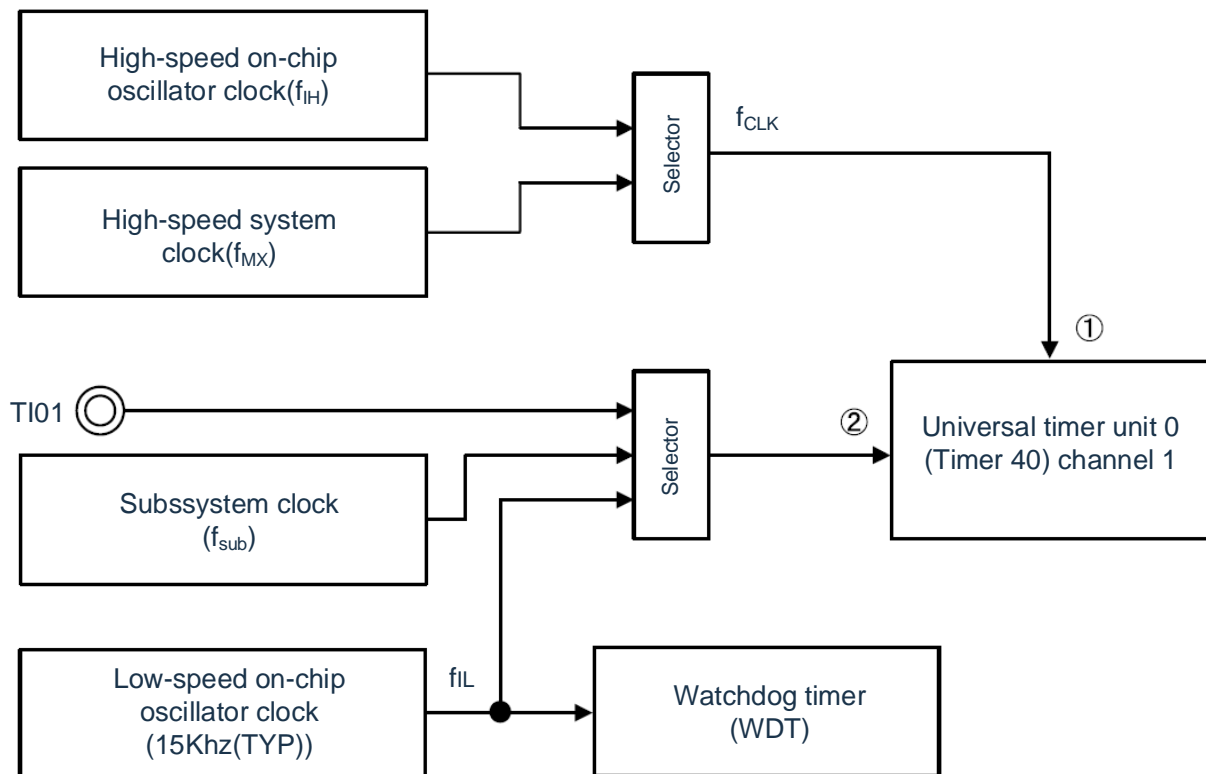 High-speed on-chip
oscillator clock(fIH)
Selector
fCLK
High-speed system
clock(fMX)
①
TI01
Selector
②
Universal timer unit 0
(Timer 40) channel 1
Subssystem clock
(fsub)
Low-speed on-chip
oscillator clock
(15Khz(TYP))
fIL
Watchdog timer
(WDT)